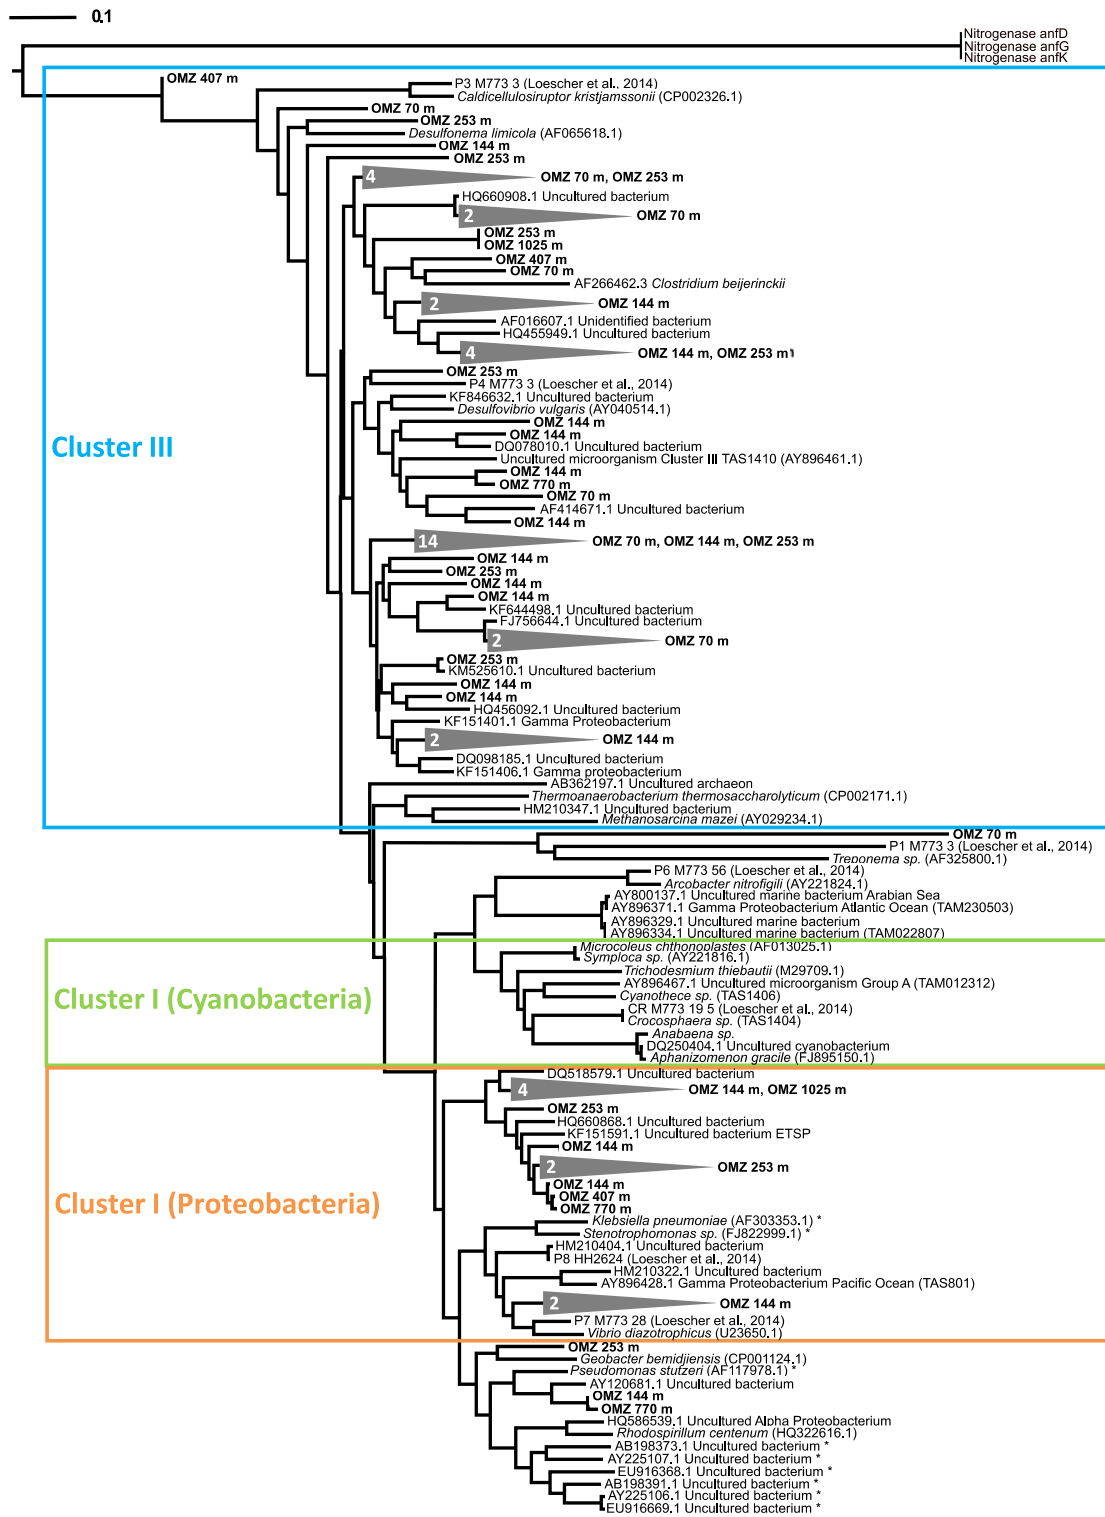 0.1
Nitrogenase anfD
Nitrogenase anfG
Nitrogenase anfK
OMZ 407 m
P3 M773 3 (Loescher et al., 2014)
Caldicellulosiruptor kristjamssonii (CP002326.1)
OMZ 70 m
OMZ 253 m
Desulfonema limicola (AF065618.1)
OMZ 144 m
OMZ 253 m
4 OMZ 70 m, OMZ 253 m
HQ660908.1 Uncultured bacterium
2 OMZ 70 m
OMZ 253 m
OMZ 1025 m
OMZ 407 m
OMZ 70 m
AF266462.3 Clostridium beijerinckii
2 OMZ 144 m
AF016607.1 Unidentified bacterium
HQ455949.1 Uncultured bacterium
4 OMZ 144 m, OMZ 253 m
OMZ 253 m
P4 M773 3 (Loescher et al., 2014)
KF846632.1 Uncultured bacterium
Desulfovibrio vulgaris (AY040514.1)
OMZ 144 m
OMZ 144 m
DQ078010.1 Uncultured bacterium
Cluster III
Uncultured microorganism Cluster III TAS1410 (AY896461.1)
OMZ 144 m
OMZ 770 m
OMZ 70 m
AF414671.1 Uncultured bacterium
OMZ 144 m
14 OMZ 70 m, OMZ 144 m, OMZ 253 m
OMZ 144 m
OMZ 253 m
OMZ 144 m
OMZ 144 m
KF644498.1 Uncultured bacterium
FJ756644.1 Uncultured bacterium
2 OMZ 70 m
OMZ 253 m
KM525610.1 Uncultured bacterium
OMZ 144 m
OMZ 144 m
HQ456092.1 Uncultured bacterium
KF151401.1 Gamma Proteobacterium
2 OMZ 144 m
DQ098185.1 Uncultured bacterium
KF151406.1 Gamma proteobacterium
AB362197.1 Uncultured archaeon
Thermoanaerobacterium thermosaccharolyticum (CP002171.1)
HM210347.1 Uncultured bacterium
Methanosarcina mazei (AY029234.1)
OMZ 70 m
P1 M773 3 (Loescher et al., 2014)
Treponema sp. (AF325800.1)
P6 M773 56 (Loescher et al., 2014)
Arcobacter nitrofigili (AY221824.1)
AY800137.1 Uncultured marine bacterium Arabian Sea
AY896371.1 Gamma Proteobacterium Atlantic Ocean (TAM230503)
AY896329.1 Uncultured marine bacterium
AY896334.1 Uncultured marine bacterium (TAM022807)
Microcoleus chthonoplastes (AF013025.1)
Symploca sp. (AY221816.1)
Trichodesmium thiebautii (M29709.1)
AY896467.1 Uncultured microorganism Group A (TAM012312)
Cluster I (Cyanobacteria)
Cyanothece sp. (TAS1406)
CR M773 19 5 (Loescher et al., 2014)
Crocosphaera sp. (TAS1404)
Anabaena sp.
DQ250404.1 Uncultured cyanobacterium
Aphanizomenon gracile (FJ895150.1)
DQ518579.1 Uncultured bacterium
4 OMZ 144 m, OMZ 1025 m
OMZ 253 m
HQ660868.1 Uncultured bacterium
KF151591.1 Uncultured bacterium ETSP
OMZ 144 m
2 OMZ 253 m
OMZ 144 m
OMZ 407 m
Cluster I (Proteobacteria)
OMZ 770 m
Klebsiella pneumoniae (AF303353.1) *
Stenotrophomonas sp. (FJ822999.1) *
HM210404.1 Uncultured bacterium
P8 HH2624 (Loescher et al., 2014)
HM210322.1 Uncultured bacterium
AY896428.1 Gamma Proteobacterium Pacific Ocean (TAS801)
2 OMZ 144 m
P7 M773 28 (Loescher et al., 2014)
Vibrio diazotrophicus (U23650.1)
OMZ 253 m
Geobacter bemidjiensis (CP001124.1)
Pseudomonas stutzeri (AF117978.1) *
AY120681.1 Uncultured bacterium
OMZ 144 m
OMZ 770 m
HQ586539.1 Uncultured Alpha Proteobacterium
Rhodospirillum centenum (HQ322616.1)
AB198373.1 Uncultured bacterium *
AY225107.1 Uncultured bacterium *
EU916368.1 Uncultured bacterium *
AB198391.1 Uncultured bacterium *
AY225106.1 Uncultured bacterium *
EU916669.1 Uncultured bacterium *